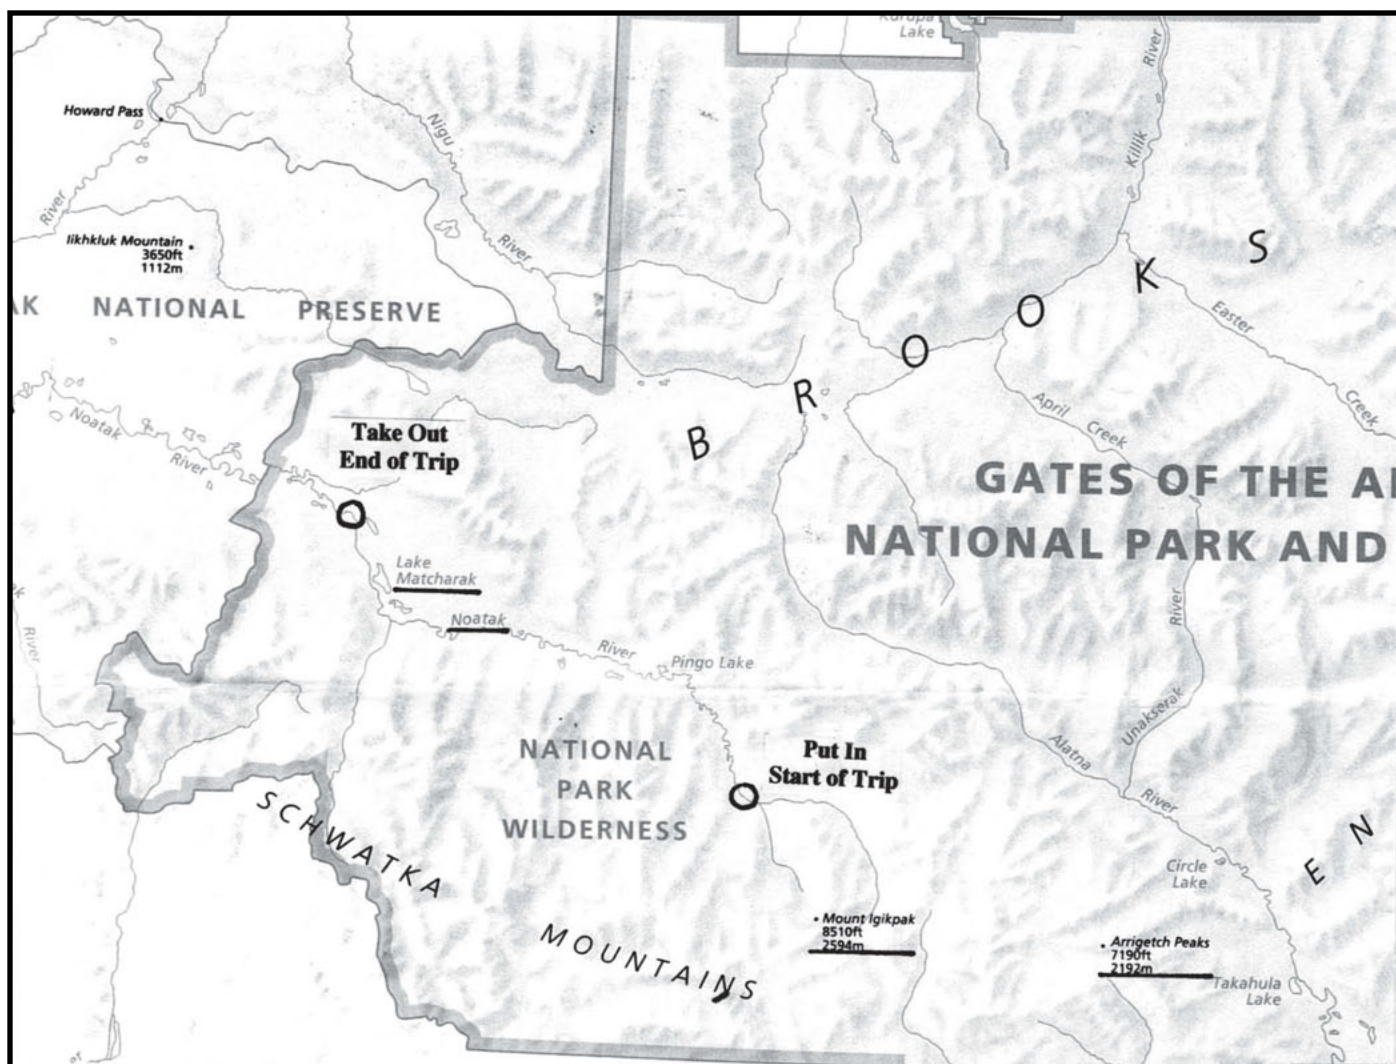 Kurupa
Lake
River
Howard Pass
Nigu
Killik
River
Iikhkluk Mountain
3650ft
1112m
River
S
K
AK NATIONAL PRESERVE
O
Easter
O
R
Creek
April
Creek
Noatak
River
B
Take Out
End of Trip
GATES OF THE A
NATIONAL PARK AND
Lake
Matcharak
Noatak
River
River
River
Pingo Lake
Unakserak
Alatna
River
NATIONAL
PARK
WILDERNESS
Put In
Start of Trip
SCHWATKA
MOUNTAINS
N
E
Circle
Lake
Mount Igikpak
8510ft
2594m
Arrigetch Peaks
7190ft
2192m
Takahula
Lake